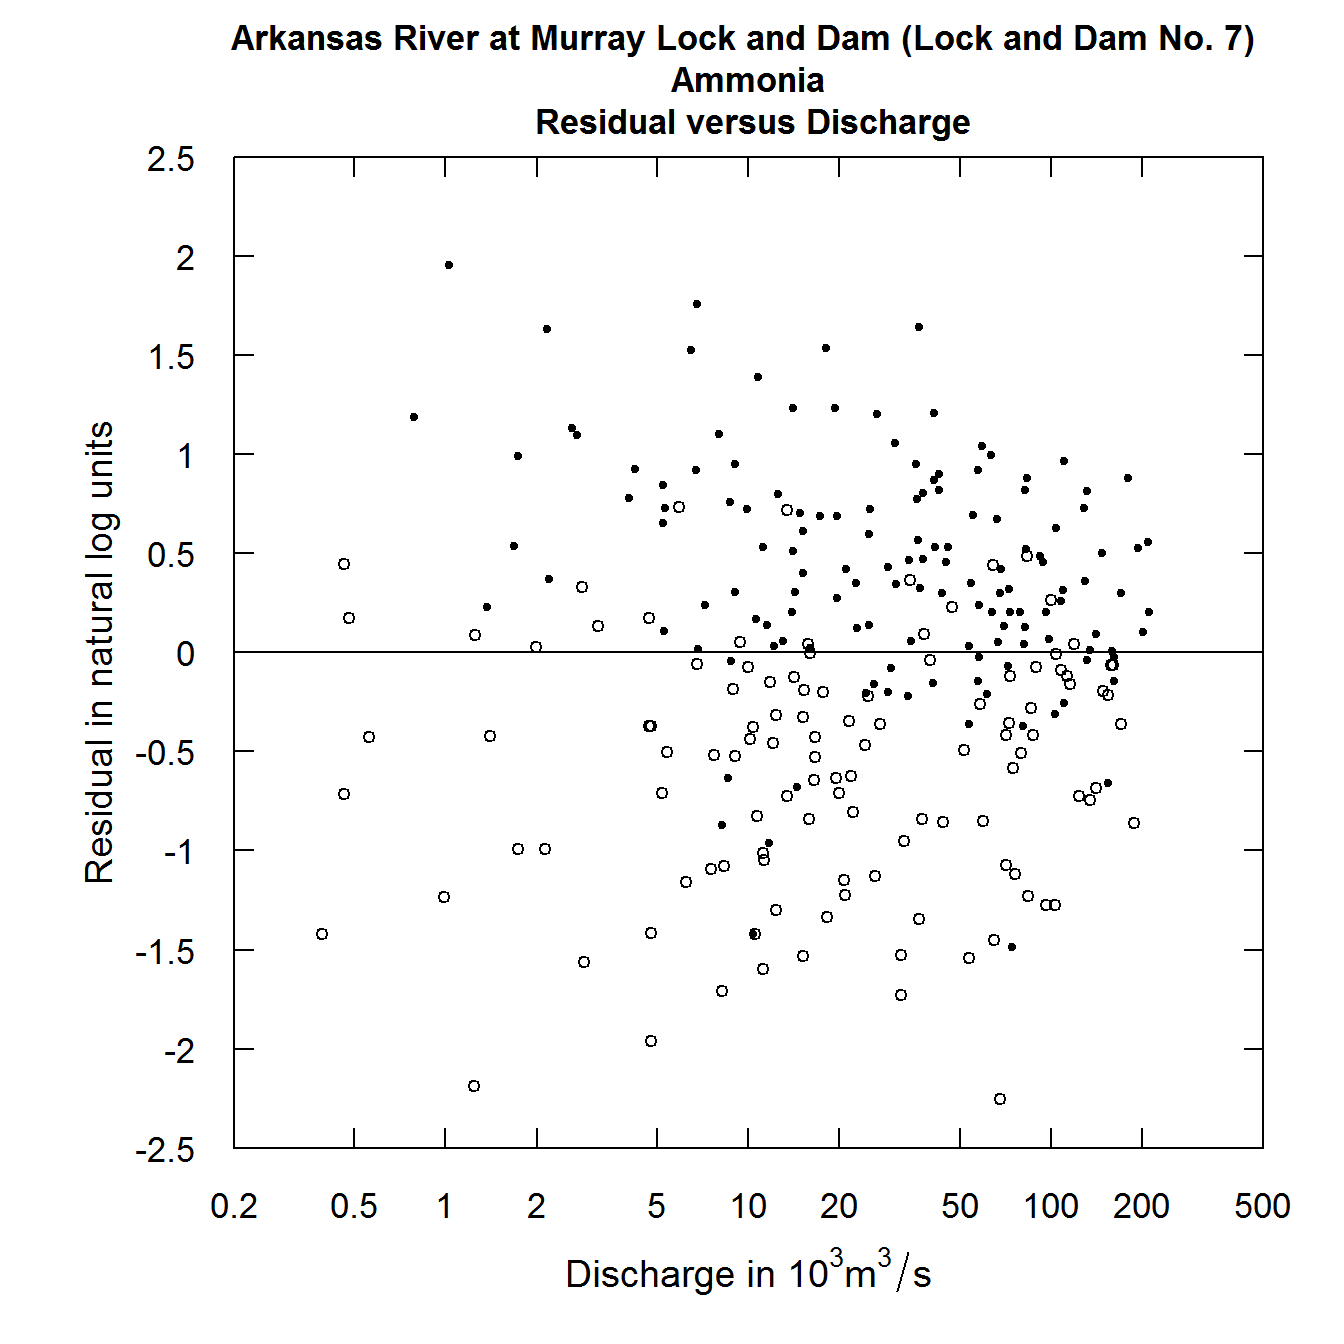 Arkansas River at Murray Lock and Dam (Lock and Dam No. 7)
Ammonia
Residual versus Discharge
2.5
2
1.5
1
0.5
0
-0.5
-1
-1.5
-2
-2.5
Residual in natural log units
0.2 0.5 1 2 5 10 20 50 100 200 500
Discharge in 10³m³/s